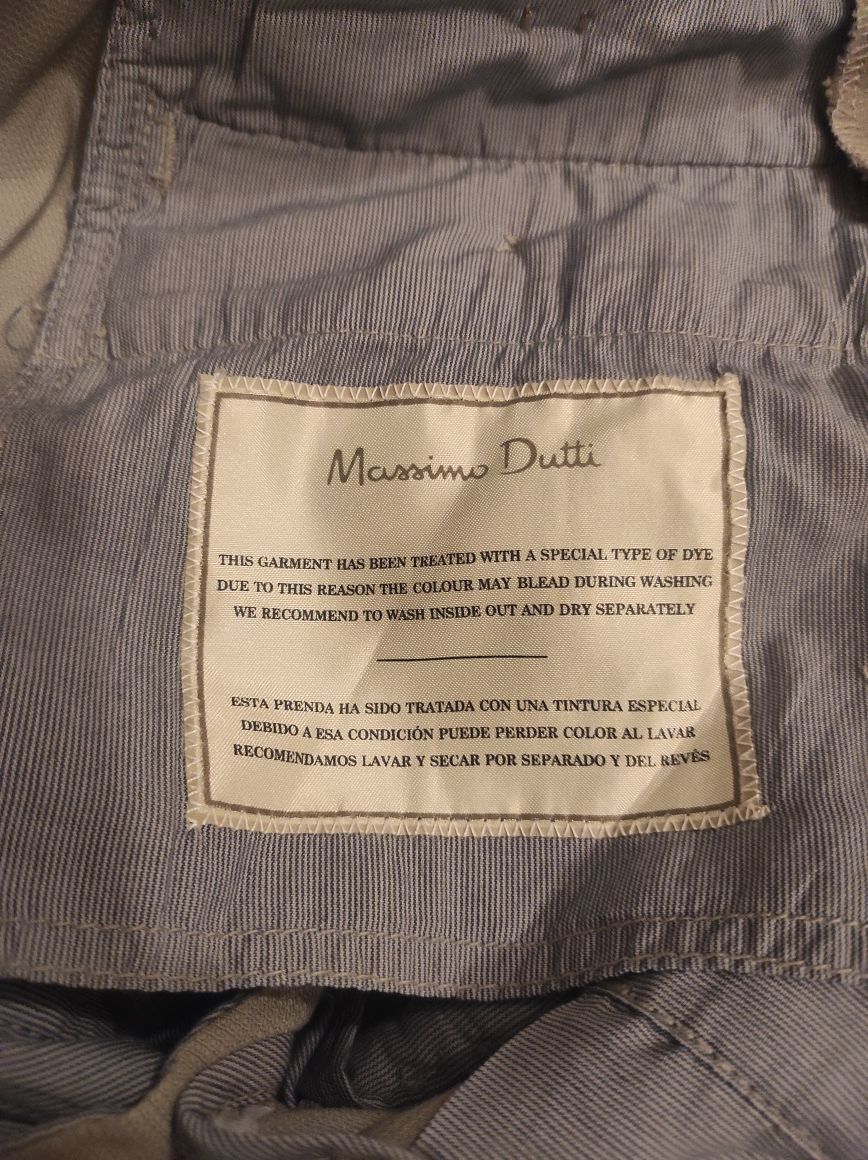 Massimo Dutti
THIS GARMENT HAS BEEN TREATED WITH A SPECIAL TYPE OF DYE
DUE TO THIS REASON THE COLOUR MAY BLEAD DURING WASHING
WE RECOMMEND TO WASH INSIDE OUT AND DRY SEPARATELY
ESTA PRENDA HA SIDO TRATADA CON UNA TINTURA ESPECIAL
DEBIDO A ESA CONDICIÓN PUEDE PERDER COLOR AL LAVAR
RECOMENDAMOS LAVAR Y SECAR POR SEPARADO Y DEL REVÊS